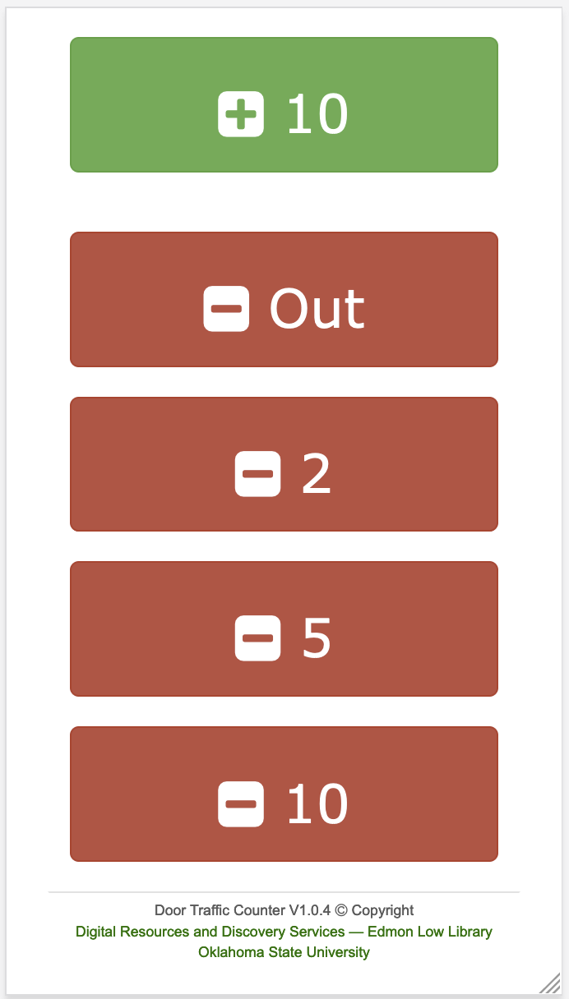 10
Out
2
5
10
Door Traffic Counter V1.0.4 © Copyright
Digital Resources and Discovery Services — Edmon Low Library
Oklahoma State University